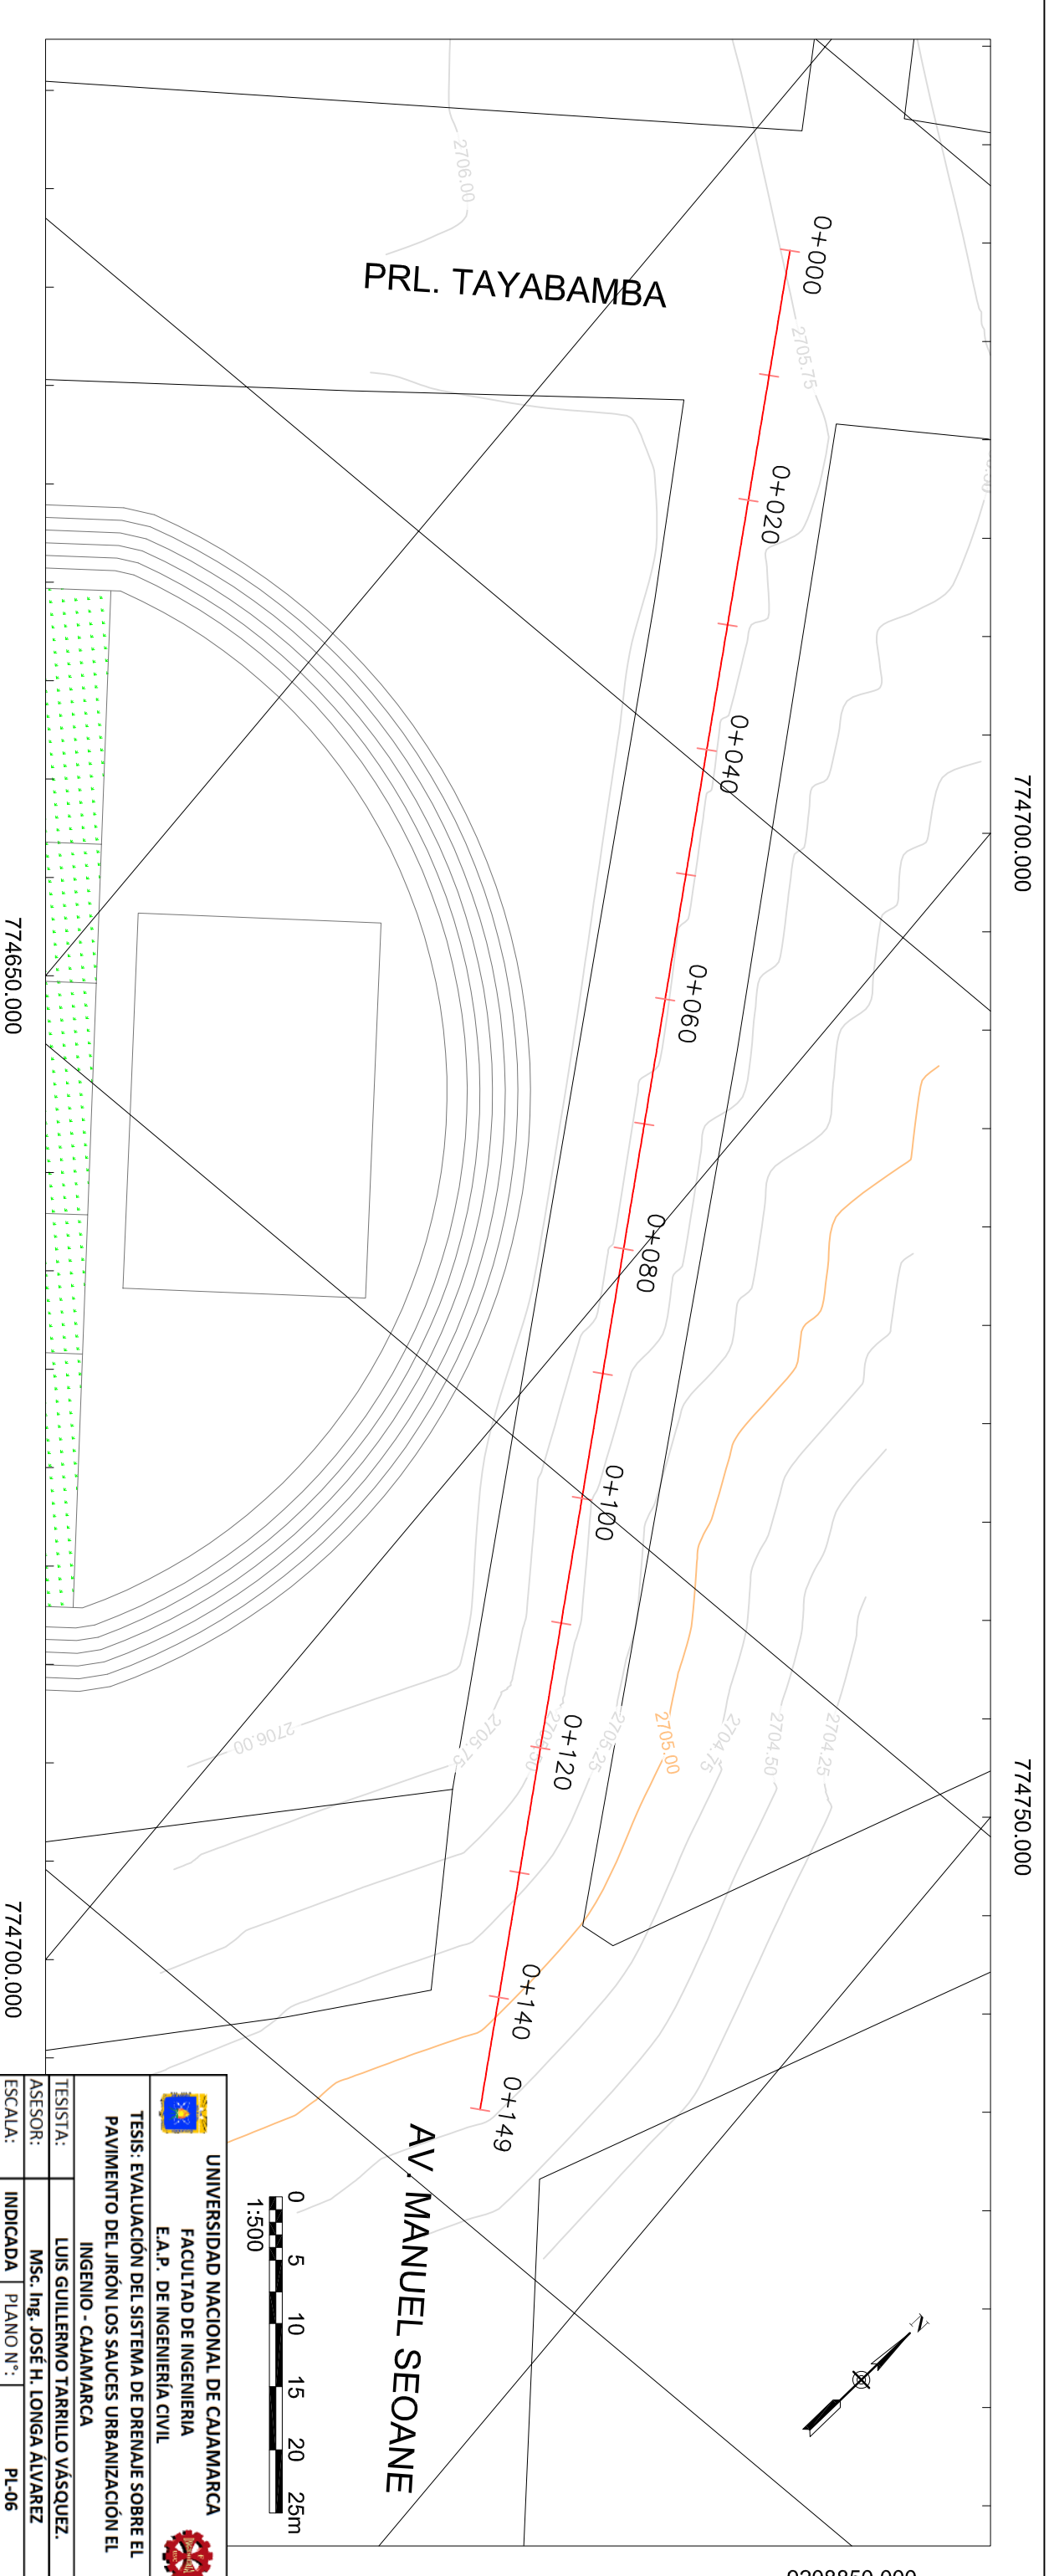 774700.000
774750.000
774650.000
774700.000
2706.00
PRL. TAYABAMBA
2705.75
0+000
0+020
0+040
0+060
0+080
0+100
0+120
0+140
0+149
2706.00
2705.75
2705.25
2705.00
2704.75
2704.50
2704.25
AV. MANUEL SEOANE
N
0 5 10 15 20 25m
1:500
UNIVERSIDAD NACIONAL DE CAJAMARCA
FACULTAD DE INGENIERIA
E.A.P. DE INGENIERÍA CIVIL
TESIS: EVALUACIÓN DEL SISTEMA DE DRENAJE SOBRE EL
PAVIMENTO DEL JIRÓN LOS SAUCES URBANIZACIÓN EL
INGENIO - CAJAMARCA
TESISTA: LUIS GUILLERMO TARRILLO VÁSQUEZ.
ASESOR: MSc. Ing. JOSÉ H. LONGA ÁLVAREZ
ESCALA: INDICADA PLANO N°: PL-06